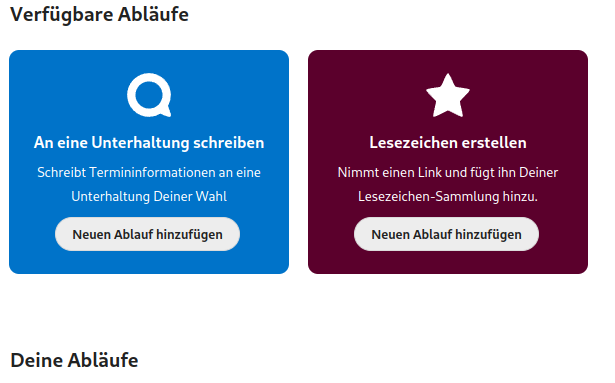 Verfügbare Abläufe
An eine Unterhaltung schreiben
Schreibt Termininformationen an eine
Unterhaltung Deiner Wahl
Neuen Ablauf hinzufügen
Lesezeichen erstellen
Nimmt einen Link und fügt ihn Deiner
Lesezeichen-Sammlung hinzu.
Neuen Ablauf hinzufügen
Deine Abläufe